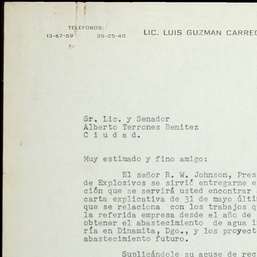 TELEFONOS:
13-67-59 35-25-40
LIC. LUIS GUZMAN CARREO
Sr. Lic. y Senador
Alberto Terrones Benitez
C i u d a d.
Muy estimado y fino amigo:
El señor R. W. Johnson, Pres
de Explosivos se sirvió entregarme e
ción que se servirá usted encontrar
carta explicativa de 31 de mayo últi
que se relaciona con los trabajos q
la referida empresa desde el año de
obtener el abastecimiento de agua i
ría en Dinamita, Dgo., y los proyect
abastecimiento futuro.
Suplicándole su acuse de rec